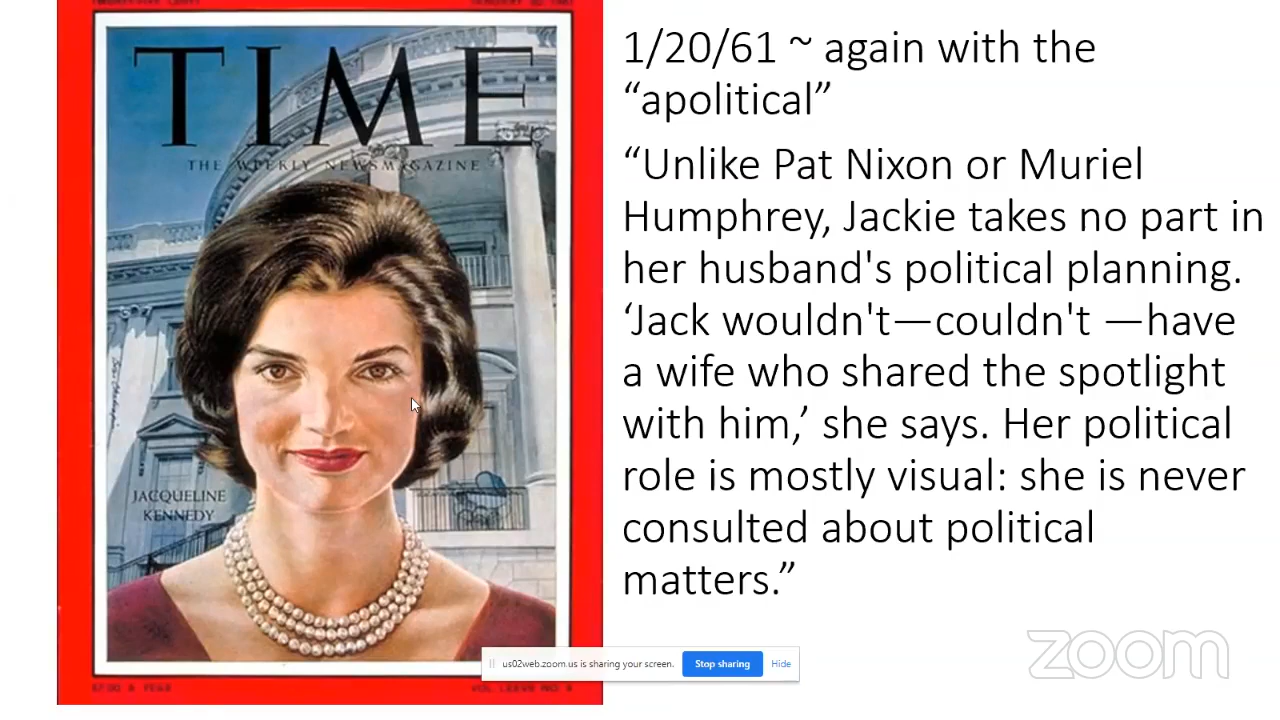 TIME
THE WEEKLY NEWSMAGAZINE
JACQUELINE
KENNEDY
1/20/61 ~ again with the
“apolitical”
“Unlike Pat Nixon or Muriel
Humphrey, Jackie takes no part in
her husband's political planning.
‘Jack wouldn't—couldn't —have
a wife who shared the spotlight
with him,’ she says. Her political
role is mostly visual: she is never
consulted about political
matters.”
us02web.zoom.us is sharing your screen.
Stop sharing
Hide
zoom